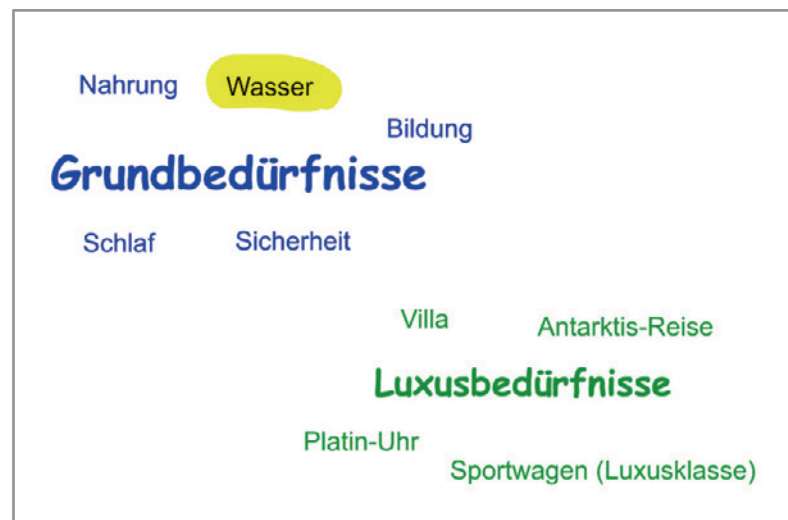 Nahrung Wasser
Bildung
Grundbedürfnisse
Schlaf Sicherheit
Villa Antarktis-Reise
Luxusbedürfnisse
Platin-Uhr
Sportwagen (Luxusklasse)